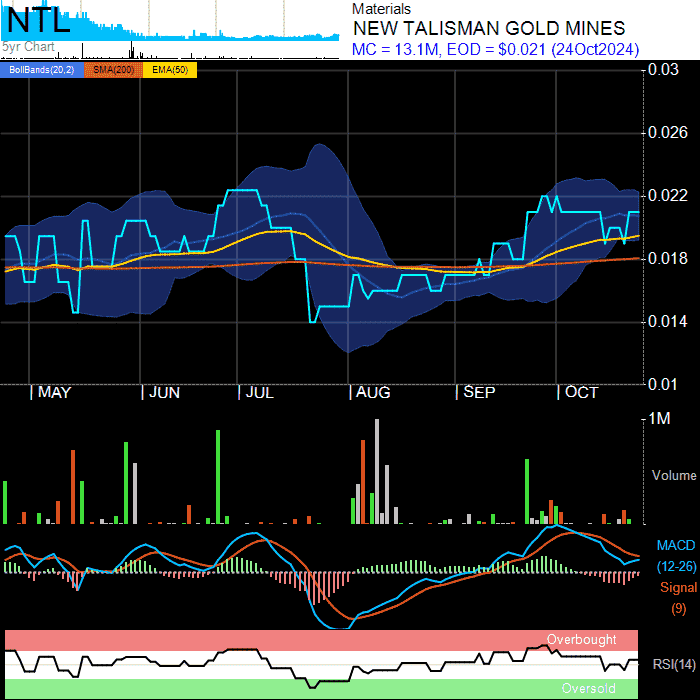 NTL
Materials
NEW TALISMAN GOLD MINES
5yr Chart
MC = 13.1M, EOD = $0.021 (24Oct2024)
BollBands(20,2) SMA(200) EMA(50)
0.03
0.026
0.022
0.018
0.014
0.01
MAY JUN JUL AUG SEP OCT
1M
Volume
MACD
(12-26)
Signal
(9)
Overbought
RSI(14)
Oversold